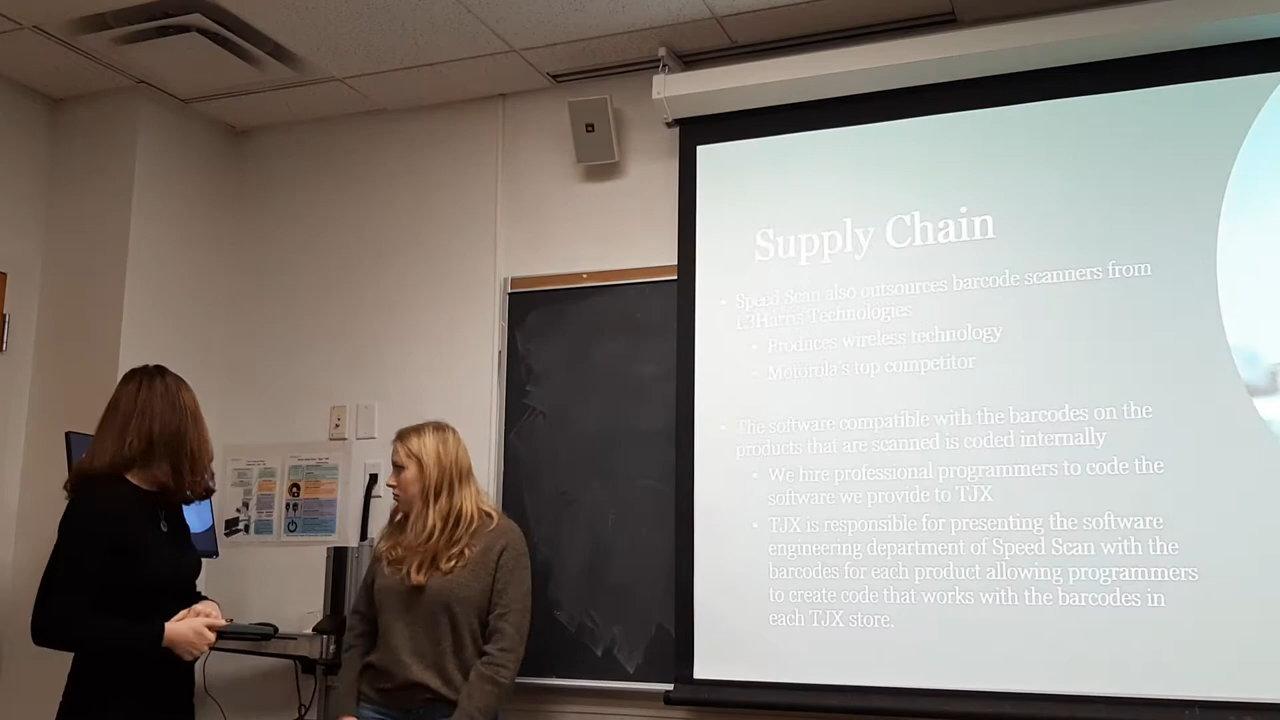 Supply Chain
• Speed Scan also outsources barcode scanners from
L3Harris Technologies
• Produces wireless technology
• Motorola's top competitor
• The software compatible with the barcodes on the
products that are scanned is coded internally
• We hire professional programmers to code the
software we provide to TJX
• TJX is responsible for presenting the software
engineering department of Speed Scan with the
barcodes for each product allowing programmers
to create code that works with the barcodes in
each TJX store.